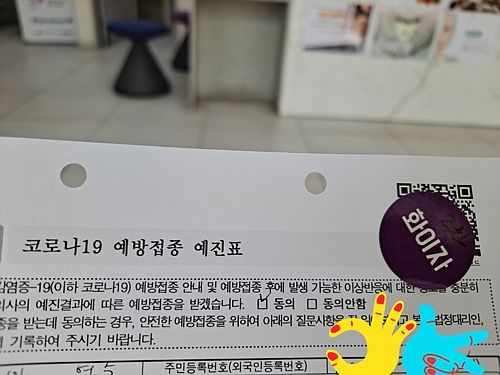 코로나19 예방접종 예진표
화이자
감염증-19(이하 코로나19) 예방접종 안내 및 예방접종 후에 발생 가능한 이상반응에 대한 충분히
의사의 예진결과에 따른 예방접종을 받겠습니다. ☑ 동의 ☐ 동의안함
종을 받는데 동의하는 경우, 안전한 예방접종을 위하여 아래의 질문사항을 법정대리인,
기록하여 주시기 바랍니다.
주민등록번호(외국인등록번호)